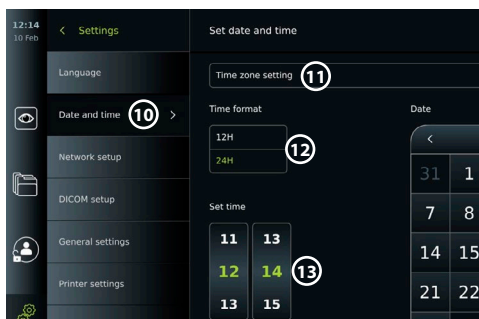 12:14
10 Feb
Settings
Set date and time
Language
Time zone setting
11
Date and time
10
Time format
Date
12H
24H
12
Network setup
31 1
DICOM setup
Set time
7 8
General settings
11 13
12 14
13 15
13
14 15
Printer settings
21 22